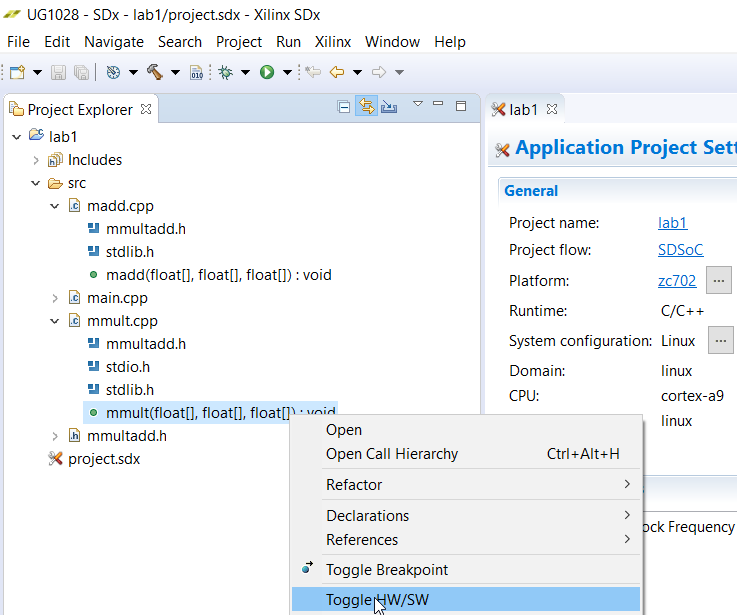 UG1028 - SDx - lab1/project.sdx - Xilinx SDx
File Edit Navigate Search Project Run Xilinx Window Help
010
Project Explorer
lab1
Includes
src
madd.cpp
mmultadd.h
stdlib.h
madd(float[], float[], float[]) : void
main.cpp
mmult.cpp
mmultadd.h
stdio.h
stdlib.h
mmult(float[], float[], float[]) : void
mmultadd.h
project.sdx
Open
Open Call Hierarchy Ctrl+Alt+H
Refactor
Declarations
References
Toggle Breakpoint
Toggle HW/SW
lab1
Application Project Sett
General
Project name: lab1
Project flow: SDSoC
Platform: zc702 ...
Runtime: C/C++
System configuration: Linux ...
Domain: linux
CPU: cortex-a9
linux
ock Frequency